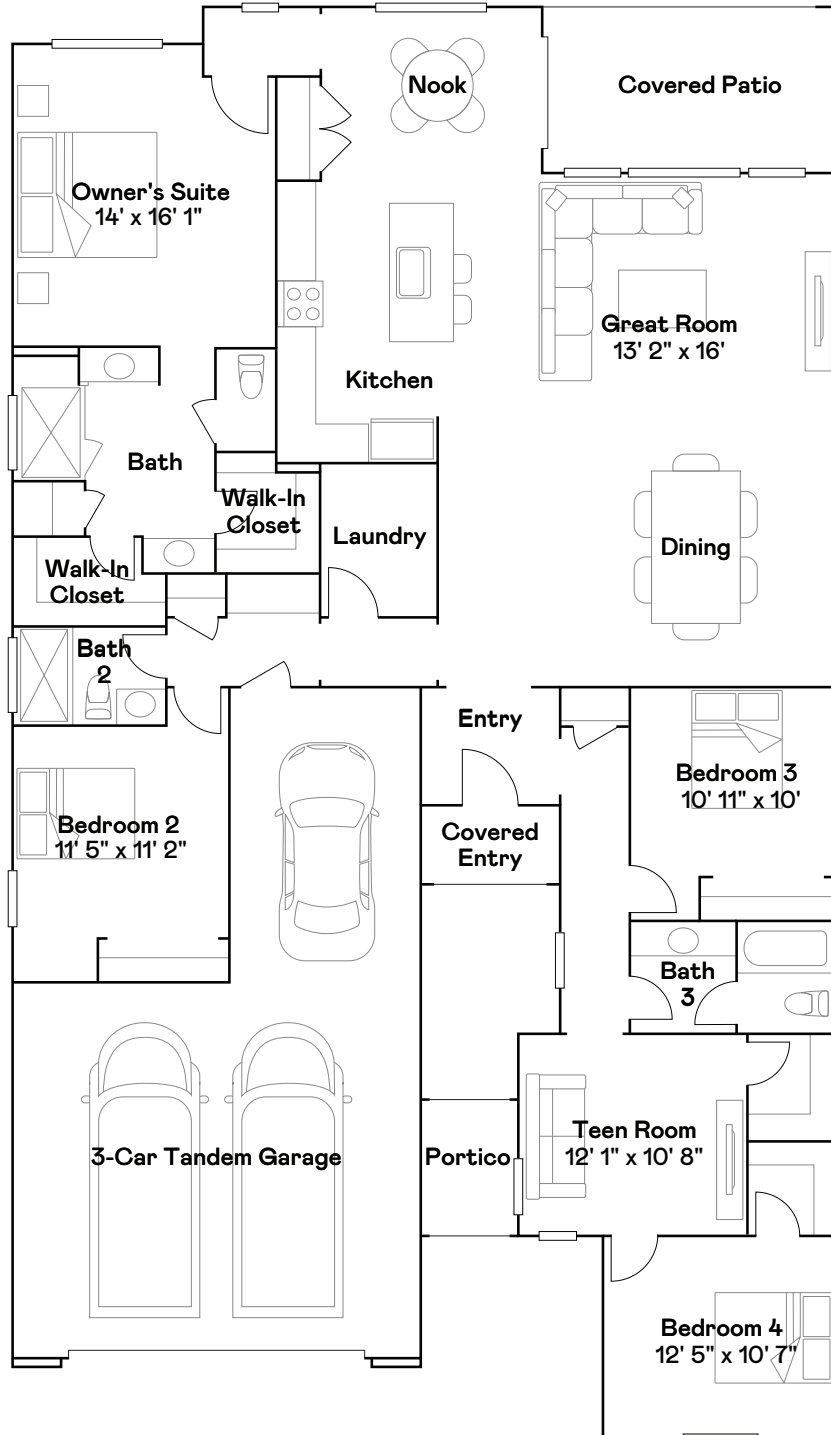 Nook
Covered Patio
Owner's Suite
14' x 16' 1"
Great Room
13' 2" x 16'
Kitchen
Bath
Walk-In
Closet
Laundry
Dining
Walk-In
Closet
Bath
2
Entry
Bedroom 3
10' 11" x 10'
Bedroom 2
11' 5" x 11' 2"
Covered
Entry
Bath
3
Teen Room
12' 1" x 10' 8"
3-Car Tandem Garage
Portico
Bedroom 4
12' 5" x 10' 7"